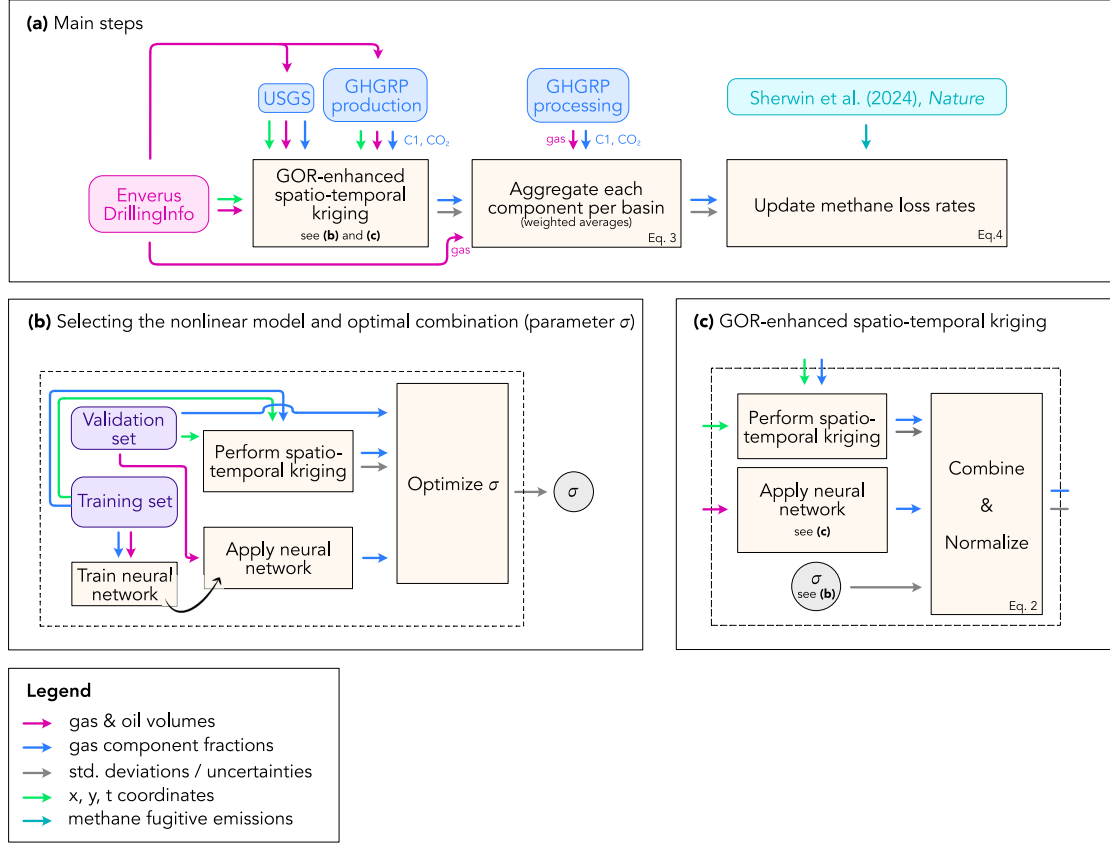 (a) Main steps
USGS
GHGRP
production
GHGRP
processing
Sherwin et al. (2024), Nature
C1, CO₂
gas
C1, CO₂
Enverus
DrillingInfo
GOR-enhanced
spatio-temporal
kriging
see (b) and (c)
Aggregate each
component per basin
(weighted averages)
Eq. 3
Update methane loss rates
Eq.4
gas
(b) Selecting the nonlinear model and optimal combination (parameter σ)
Validation
set
Training set
Train neural
network
Perform spatio-
temporal kriging
Apply neural
network
Optimize σ
σ
(c) GOR-enhanced spatio-temporal kriging
Perform spatio-
temporal kriging
Apply neural
network
see (c)
σ
see (b)
Combine
&
Normalize
Eq. 2
Legend
gas & oil volumes
gas component fractions
std. deviations / uncertainties
x, y, t coordinates
methane fugitive emissions